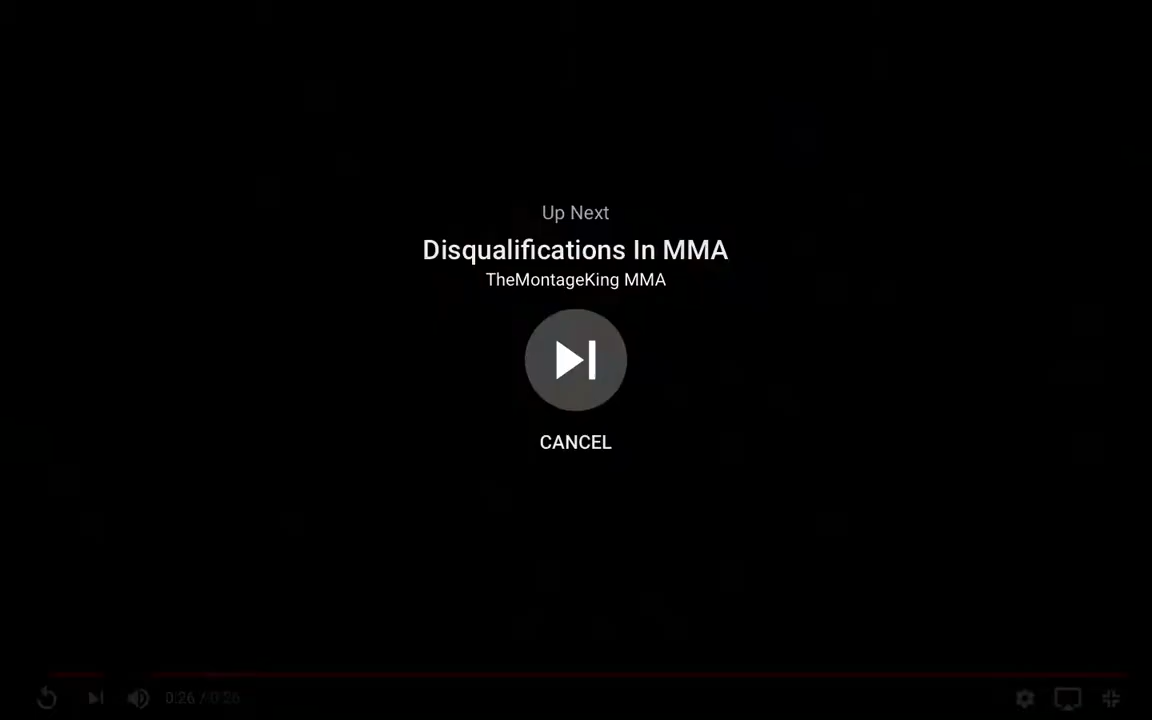 Up Next
Disqualifications In MMA
TheMontageKing MMA
CANCEL
0:26 / 0:26